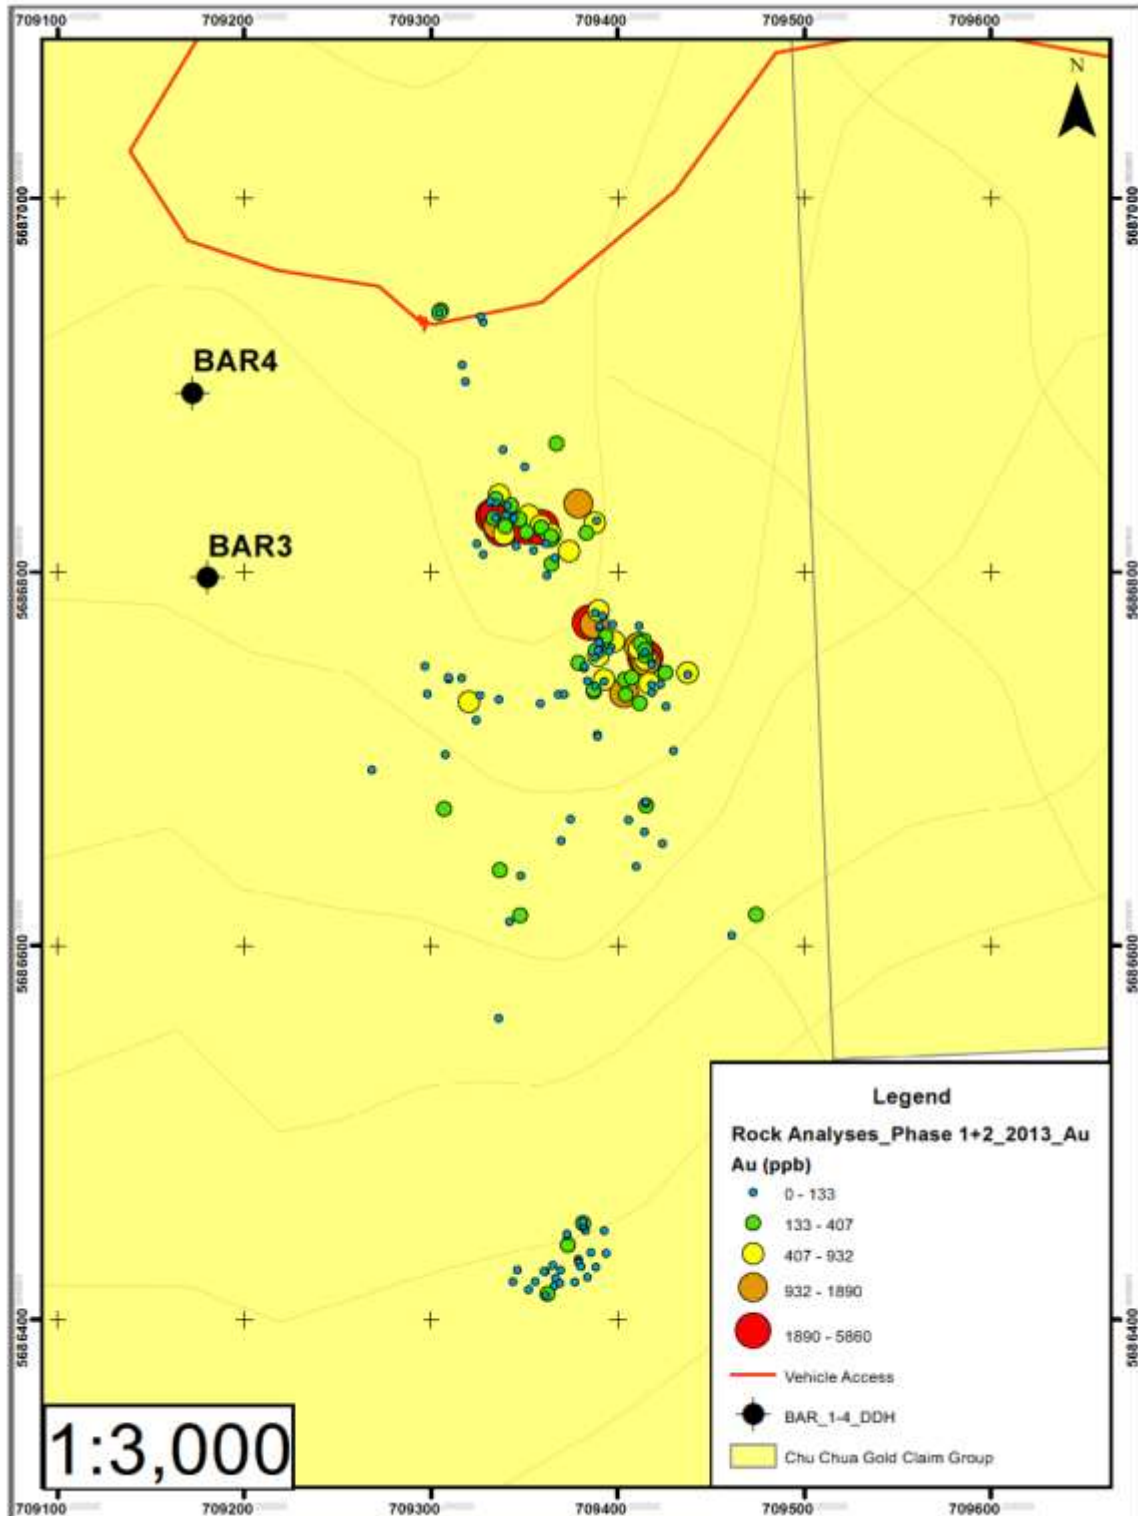 709100 709200 709300 709400 709500 709600
N
5687000 5687000
BAR4
BAR3
5686800 5686800
5686600 5686600
Legend
Rock Analyses_Phase 1+2_2013_Au
Au (ppb)
0 - 133
133 - 407
407 - 932
932 - 1890
1890 - 5860
Vehicle Access
BAR_1-4_DDH
Chu Chua Gold Claim Group
5686400 5686400
1:3,000
709100 709200 709300 709400 709500 709600